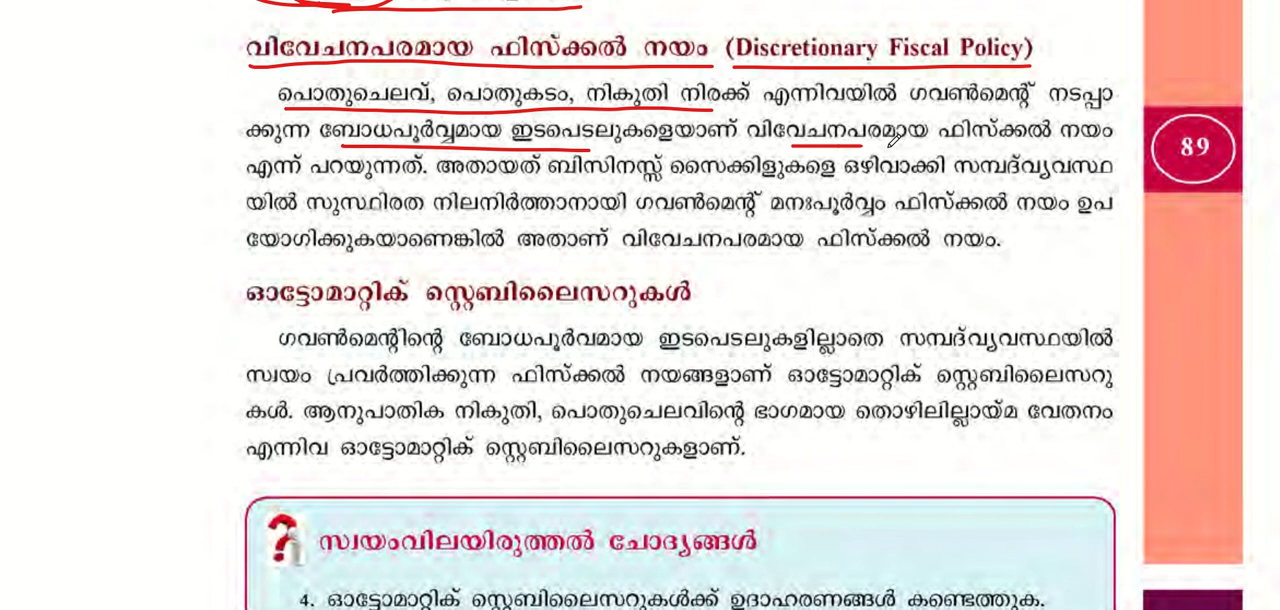 വിവേചനപരമായ ഫിസ്ക്കൽ നയം (Discretionary Fiscal Policy)
പൊതുചെലവ്, പൊതുകടം, നികുതി നിരക്ക് എന്നിവയിൽ ഗവൺമെന്റ് നടപ്പാ
ക്കുന്ന ബോധപൂർവ്വമായ ഇടപെടലുകളെയാണ് വിവേചനപരമായ ഫിസ്ക്കൽ നയം
എന്ന് പറയുന്നത്. അതായത് ബിസിനസ്സ് സൈക്കിളുകളെ ഒഴിവാക്കി സമ്പദ്‌വ്യവസ്ഥ
യിൽ സുസ്ഥിരത നിലനിർത്താനായി ഗവൺമെന്റ് മനഃപൂർവ്വം ഫിസ്ക്കൽ നയം ഉപ
യോഗിക്കുകയാണെങ്കിൽ അതാണ് വിവേചനപരമായ ഫിസ്ക്കൽ നയം.
89
ഓട്ടോമാറ്റിക് സ്റ്റെബിലൈസറുകൾ
ഗവൺമെന്റിന്റെ ബോധപൂർവമായ ഇടപെടലുകളില്ലാതെ സമ്പദ്‌വ്യവസ്ഥയിൽ
സ്വയം പ്രവർത്തിക്കുന്ന ഫിസ്ക്കൽ നയങ്ങളാണ് ഓട്ടോമാറ്റിക് സ്റ്റെബിലൈസറു
കൾ. ആനുപാതിക നികുതി, പൊതുചെലവിന്റെ ഭാഗമായ തൊഴിലില്ലായ്മ വേതനം
എന്നിവ ഓട്ടോമാറ്റിക് സ്റ്റെബിലൈസറുകളാണ്.
സ്വയംവിലയിരുത്തൽ ചോദ്യങ്ങൾ
4. ഓട്ടോമാറ്റിക് സ്റ്റെബിലൈസറുകൾക്ക് ഉദാഹരണങ്ങൾ കണ്ടെത്തുക.